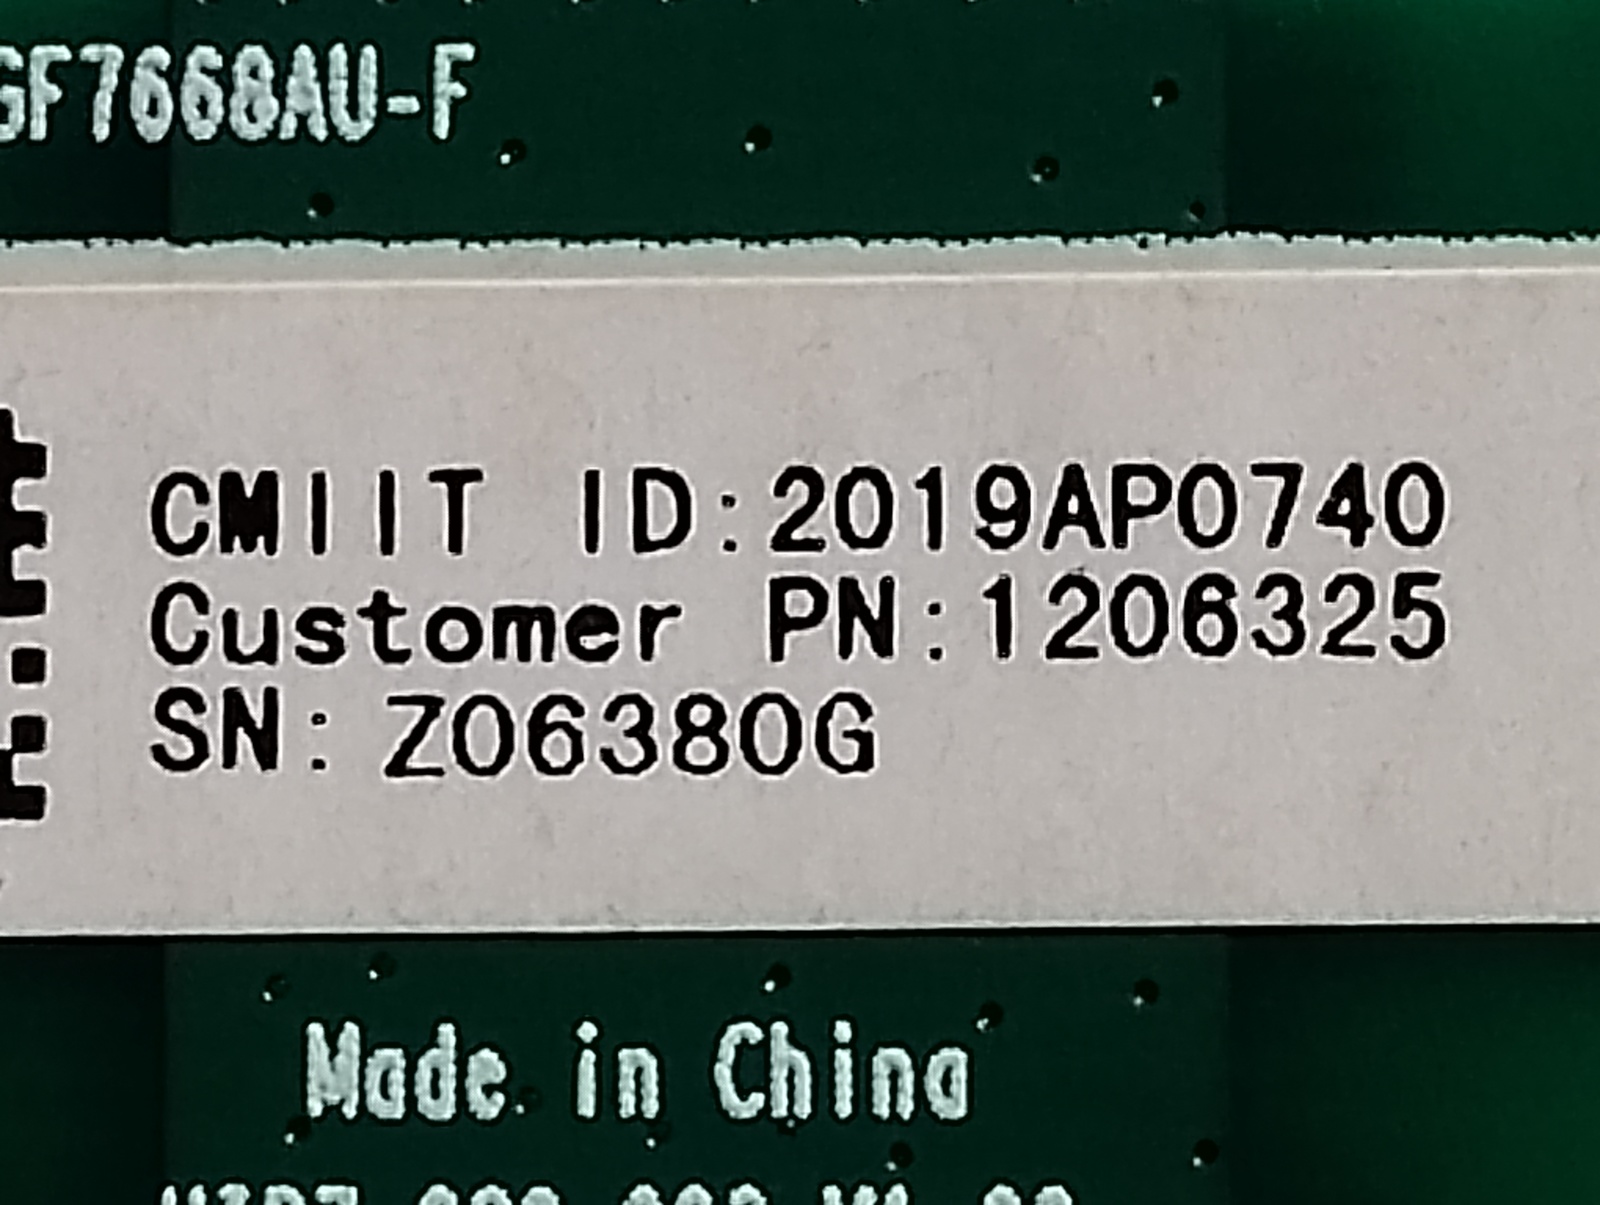 GF7668AU-F
CMIIT ID:2019AP0740
Customer PN:1206325
SN: Z06380G
Made in China